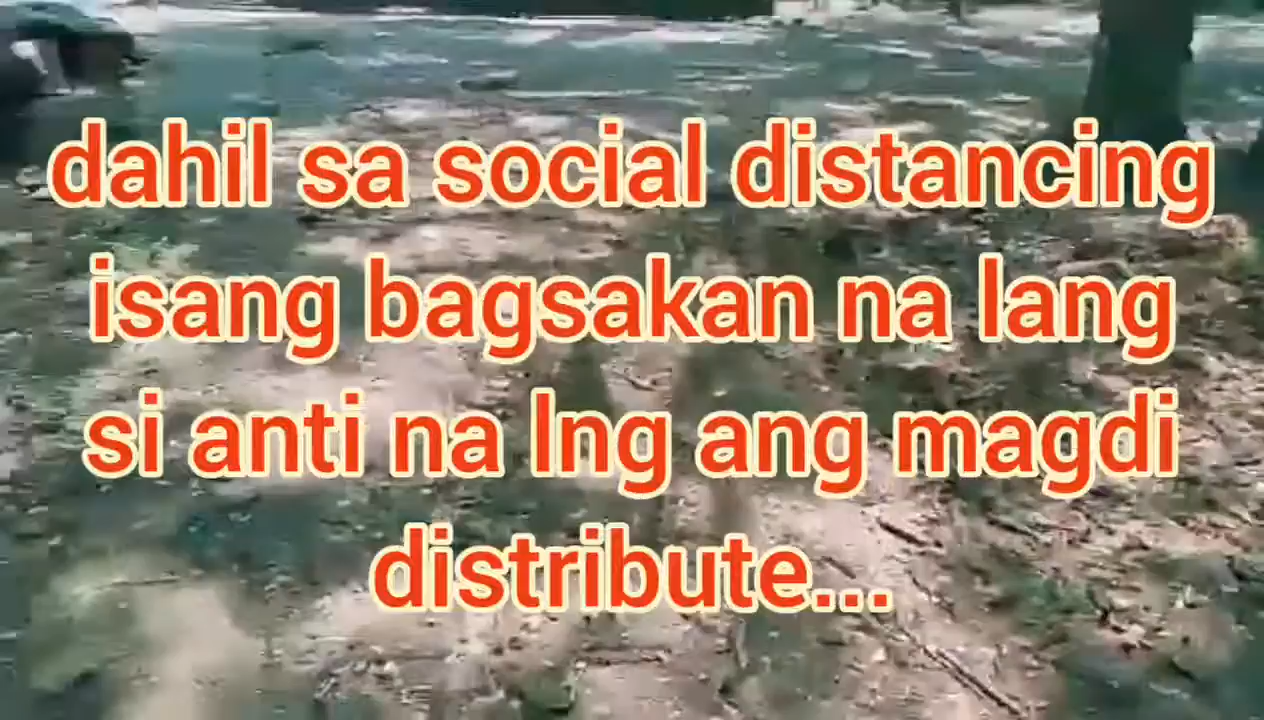 dahil sa social distancing
isang bagsakan na lang
si anti na lng ang magdi
distribute...